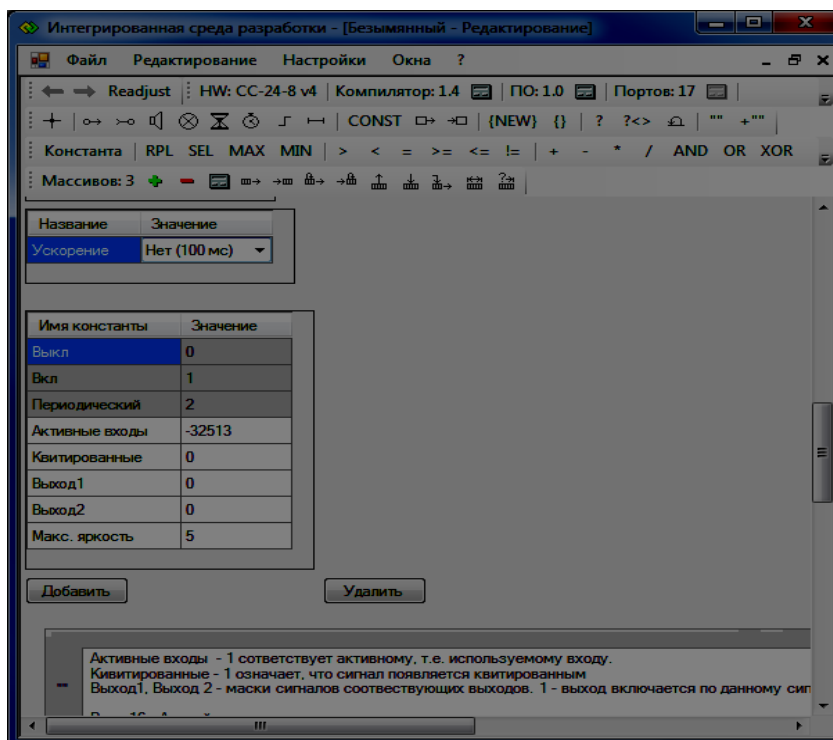 Интегрированная среда разработки - [Безымянный - Редактирование]
Файл Редактирование Настройки Окна ?
Readjust HW: CC-24-8 v4 Компилятор: 1.4 ПО: 1.0 Портов: 17
CONST {NEW} {} ? ?<> "" +""
Константа RPL SEL MAX MIN > < = >= <= != + - * / AND OR XOR
Массивов: 3
Название Значение
Ускорение Нет (100 мс)
Имя константы Значение
Выкл 0
Вкл 1
Периодический 2
Активные входы -32513
Квитированные 0
Выход1 0
Выход2 0
Макс. яркость 5
Добавить Удалить
Активные входы - 1 сответствует активному, т.е. используемому входу.
Кивитированные - 1 означает, что сигнал появляется квитированным
Выход1, Выход 2 - маски сигналов соотвествующих выходов. 1 - выход включается по данному сиг